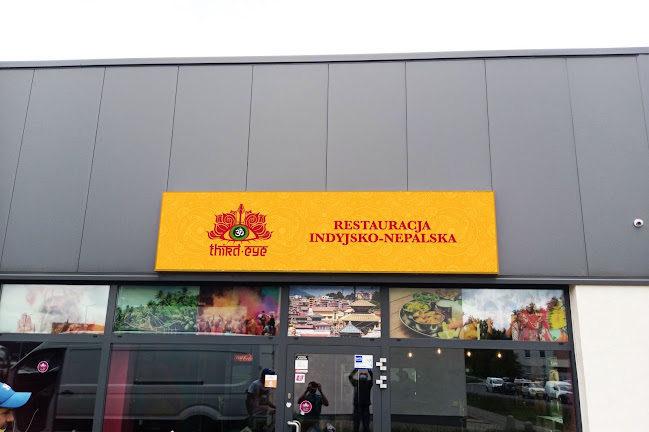 ॐ
third·eye
RESTAURACJA
INDYJSKO-NEPALSKA